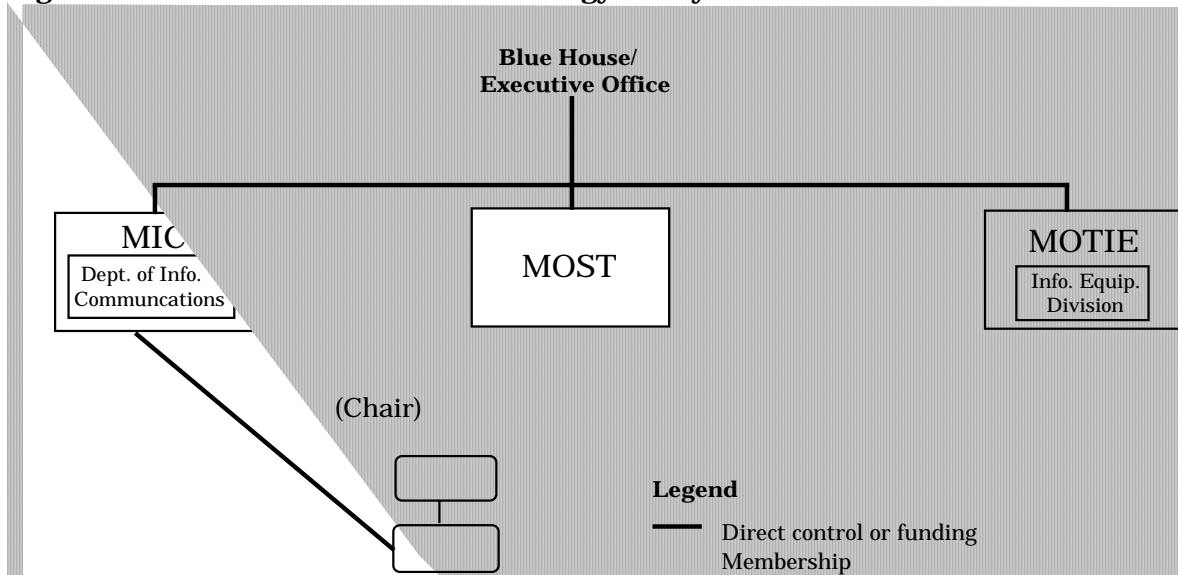 Blue House/
Executive Office
MIC
Dept. of Info.
Communcations
MOST
MOTIE
Info. Equip.
Division
(Chair)
Legend
Direct control or funding
Membership